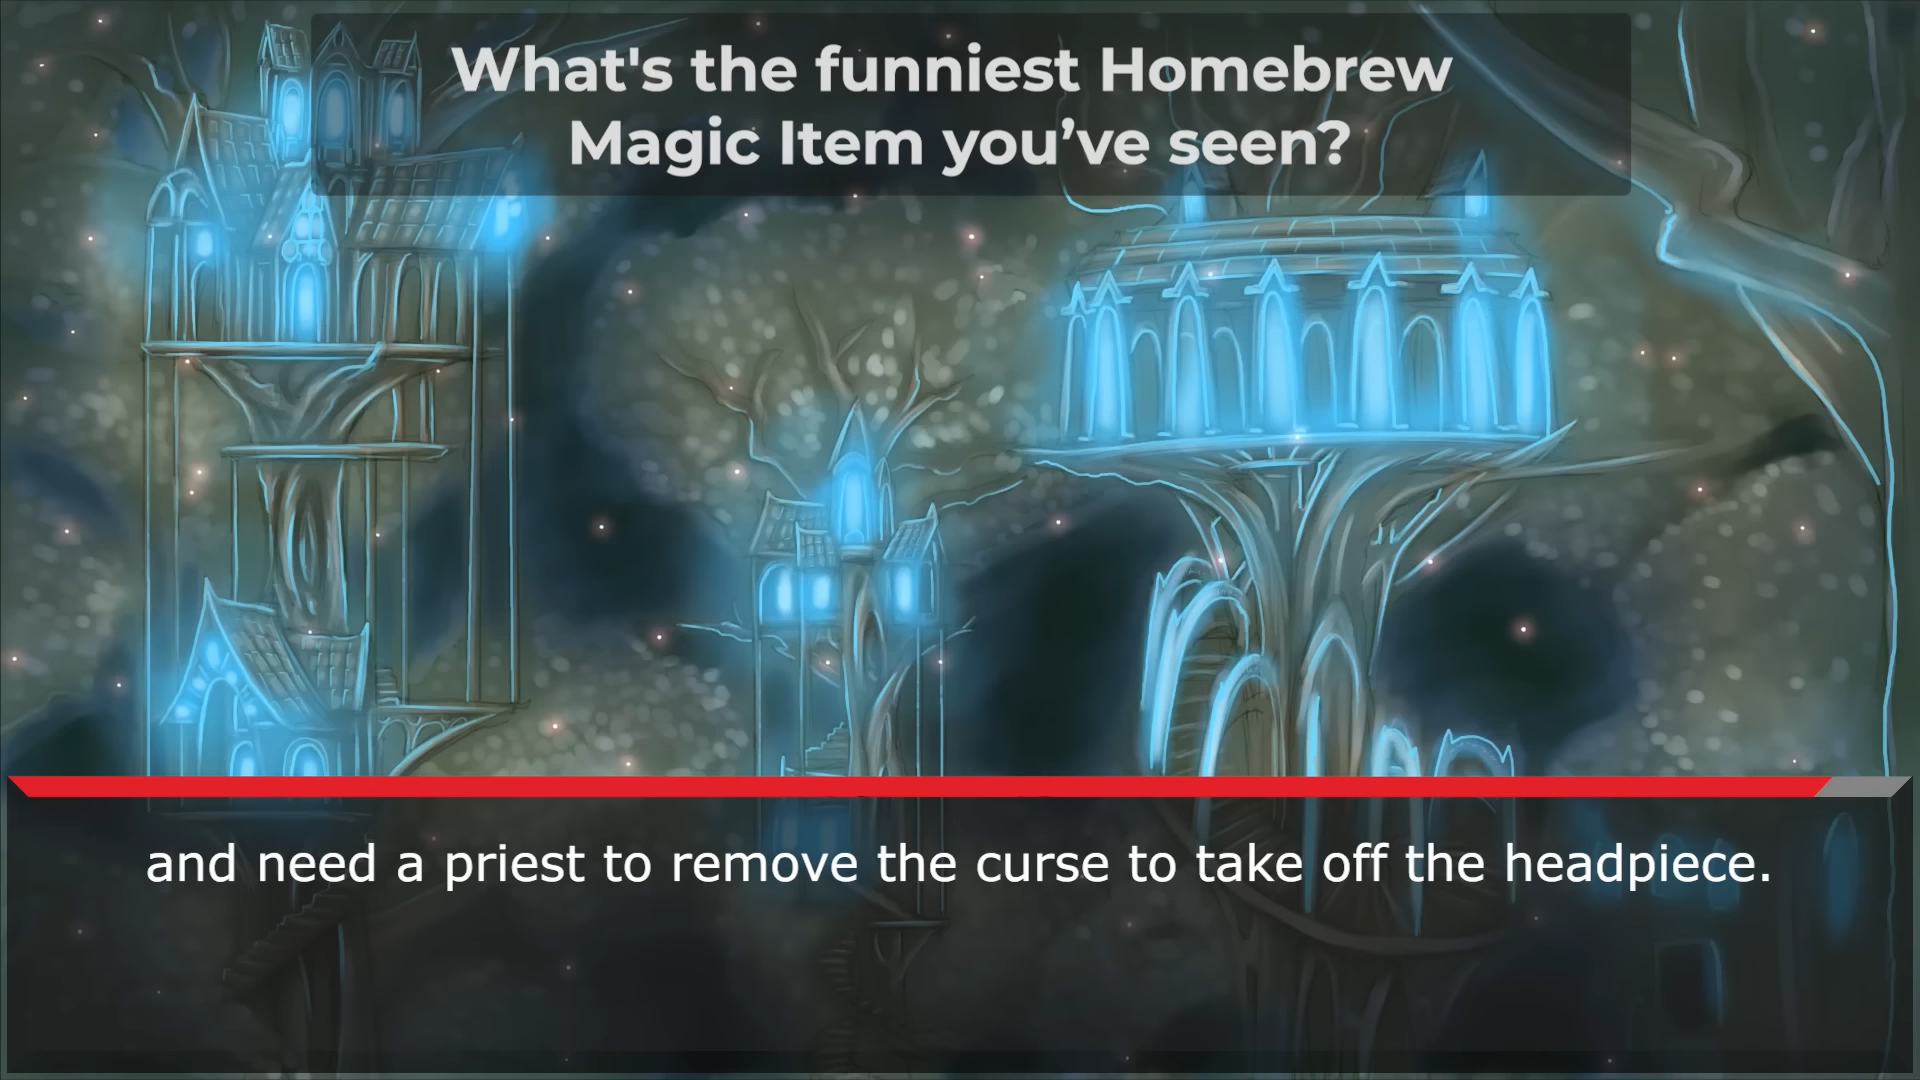 What's the funniest Homebrew
Magic Item you’ve seen?
and need a priest to remove the curse to take off the headpiece.